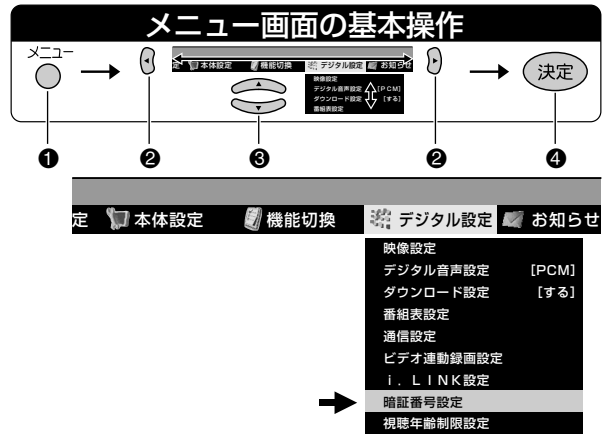 メニュー画面の基本操作
メニュー
定 本体設定 機能切換 デジタル設定 お知らせ
映像設定
デジタル音声設定 [PCM]
ダウンロード設定 [する]
番組表設定
決定
❶ ❷ ❸ ❷ ❹
定 本体設定 機能切換 デジタル設定 お知らせ
映像設定
デジタル音声設定 [PCM]
ダウンロード設定 [する]
番組表設定
通信設定
ビデオ連動録画設定
i．LINK設定
暗証番号設定
視聴年齢制限設定